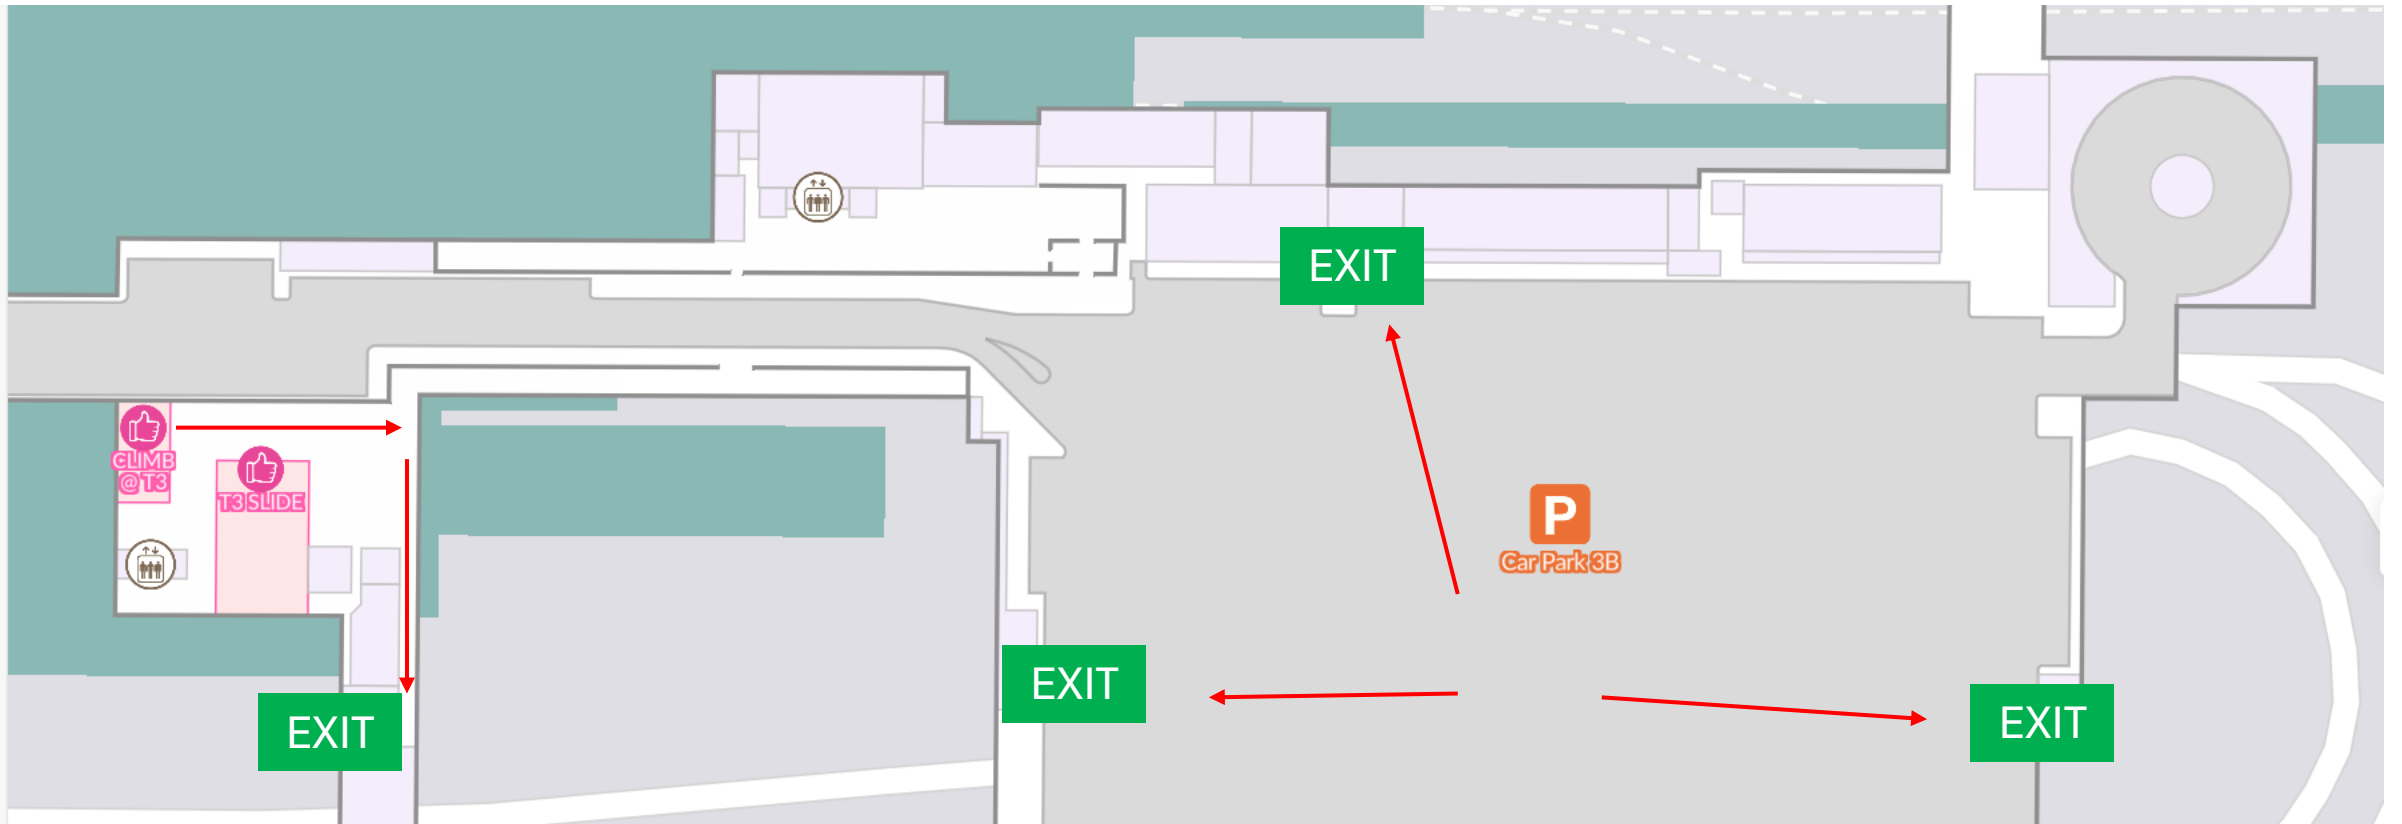 EXIT
CLIMB
@ T3
T3 SLIDE
P
Car Park 3B
EXIT
EXIT
EXIT